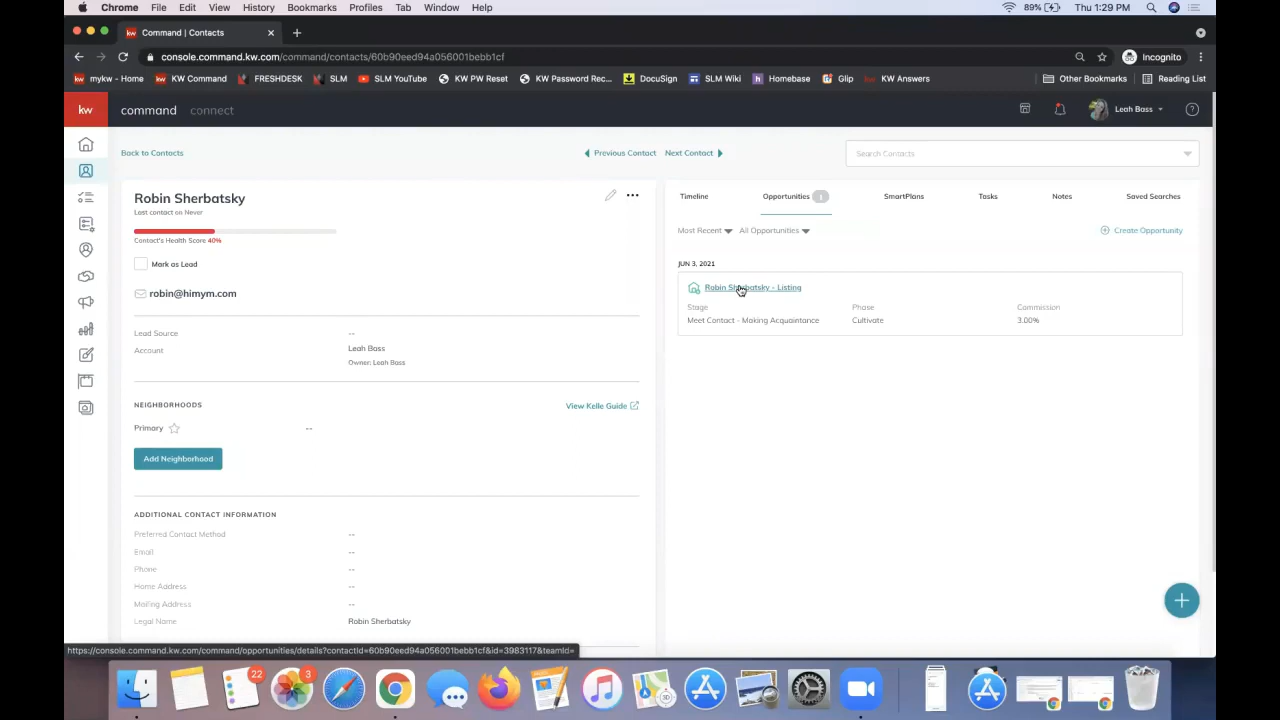 Chrome File Edit View History Bookmarks Profiles Tab Window Help 89% Thu 1:29 PM
kw Command | Contacts
console.command.kw.com/command/contacts/60b90eed94a056001bebb1cf Incognito
mykw - Home KW Command FRESHDESK SLM SLM YouTube KW PW Reset KW Password Rec... DocuSign SLM Wiki Homebase Glip KW Answers Other Bookmarks Reading List
kw command connect Leah Bass
Back to Contacts Previous Contact Next Contact Search Contacts
Robin Sherbatsky
Last contact on Never
Contact's Health Score 40%
Mark as Lead
robin@himym.com
Lead Source --
Account Leah Bass
Owner: Leah Bass
NEIGHBORHOODS View Kelle Guide
Primary --
Add Neighborhood
ADDITIONAL CONTACT INFORMATION
Preferred Contact Method --
Email --
Phone --
Home Address --
Mailing Address --
Legal Name Robin Sherbatsky
Timeline Opportunities 1 SmartPlans Tasks Notes Saved Searches
Most Recent All Opportunities Create Opportunity
JUN 3, 2021
Robin Sherbatsky - Listing
Stage Phase Commission
Meet Contact - Making Acquaintance Cultivate 3.00%
https://console.command.kw.com/command/opportunities/details?contactId=60b90eed94a056001bebb1cf&id=3983117&teamId=
22 3
3D